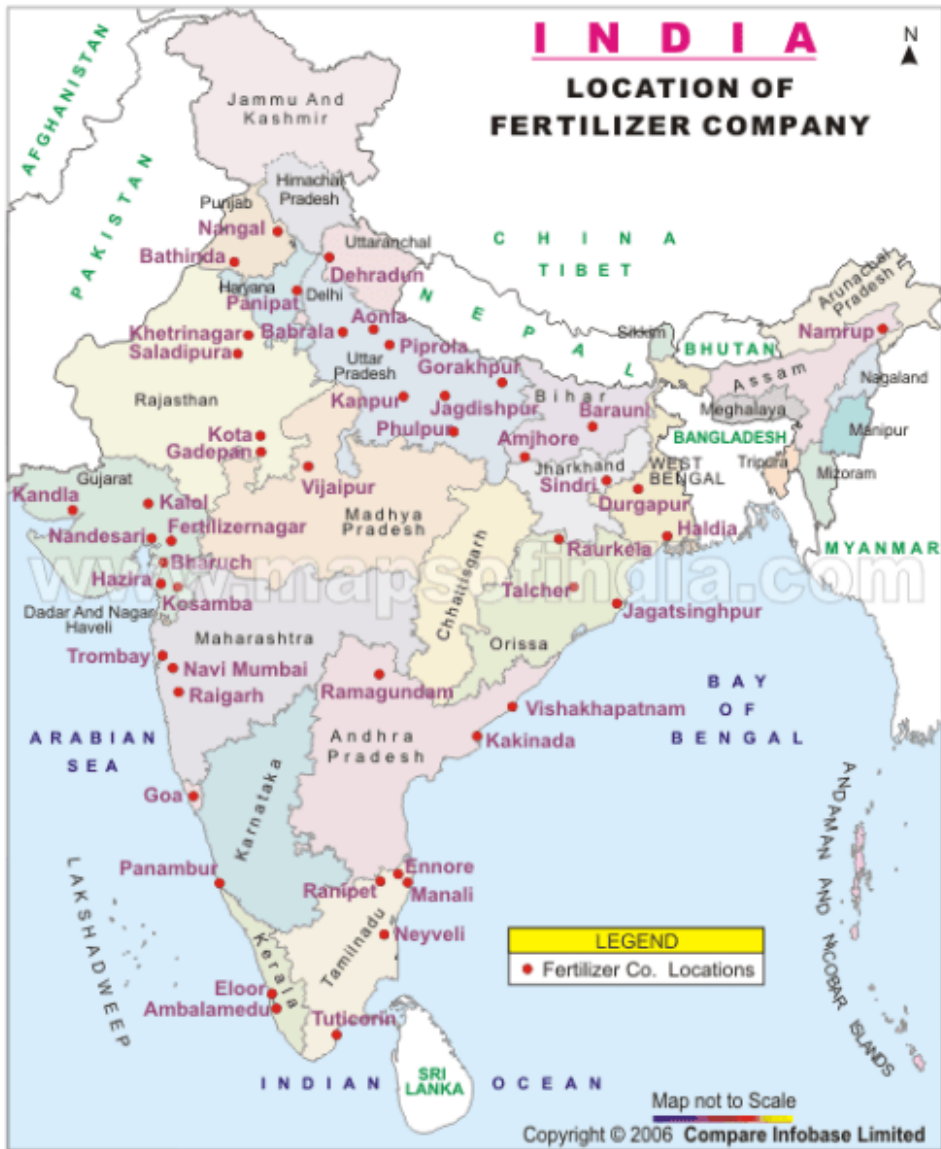 I N D I A
LOCATION OF
FERTILIZER COMPANY
N
AFGHANISTAN
PAKISTAN
Jammu And
Kashmir
Himachal
Pradesh
Punjab
Nangal
Bathinda
Uttaranchal
Dehradun
Haryana
Panipat
Delhi
C H I N A
TIBET
N E P A L
Arunachal
Pradesh
Sikkim
BHUTAN
Namrup
Assam
Nagaland
Meghalaya
Manipur
BANGLADESH
Tripura
Mizoram
MYANMAR
Khetrinagar
Saladipura
Babrala
Aonla
Piprola
Uttar
Pradesh
Gorakhpur
Rajasthan
Kanpur
Jagdishpur
Phulpur
Bihar
Barauni
Amjhore
Kota
Gadepan
Vijaipur
Jharkhand
Sindri
WEST
BENGAL
Durgapur
Haldia
Gujarat
Kandla
Kalol
Nandesari
Fertilizernagar
Madhya
Pradesh
Bharuch
Hazira
Kosamba
www.mapsofindia.com
Raurkela
Talcher
Jagatsinghpur
Chhattisgarh
Orissa
Dadar And Nagar
Haveli
Maharashtra
Trombay
Navi Mumbai
Raigarh
Ramagundam
Vishakhapatnam
Kakinada
Andhra
Pradesh
BAY
OF
BENGAL
ARABIAN
SEA
Goa
Karnataka
Panambur
Ennore
Ranipet
Manali
Tamilnadu
Neyveli
Kerala
Eloor
Ambalamedu
Tuticorin
LAKSHADWEEP
ANDAMAN AND NICOBAR ISLANDS
LEGEND
Fertilizer Co. Locations
SRI
LANKA
INDIAN OCEAN
Map not to Scale
Copyright © 2006 Compare Infobase Limited